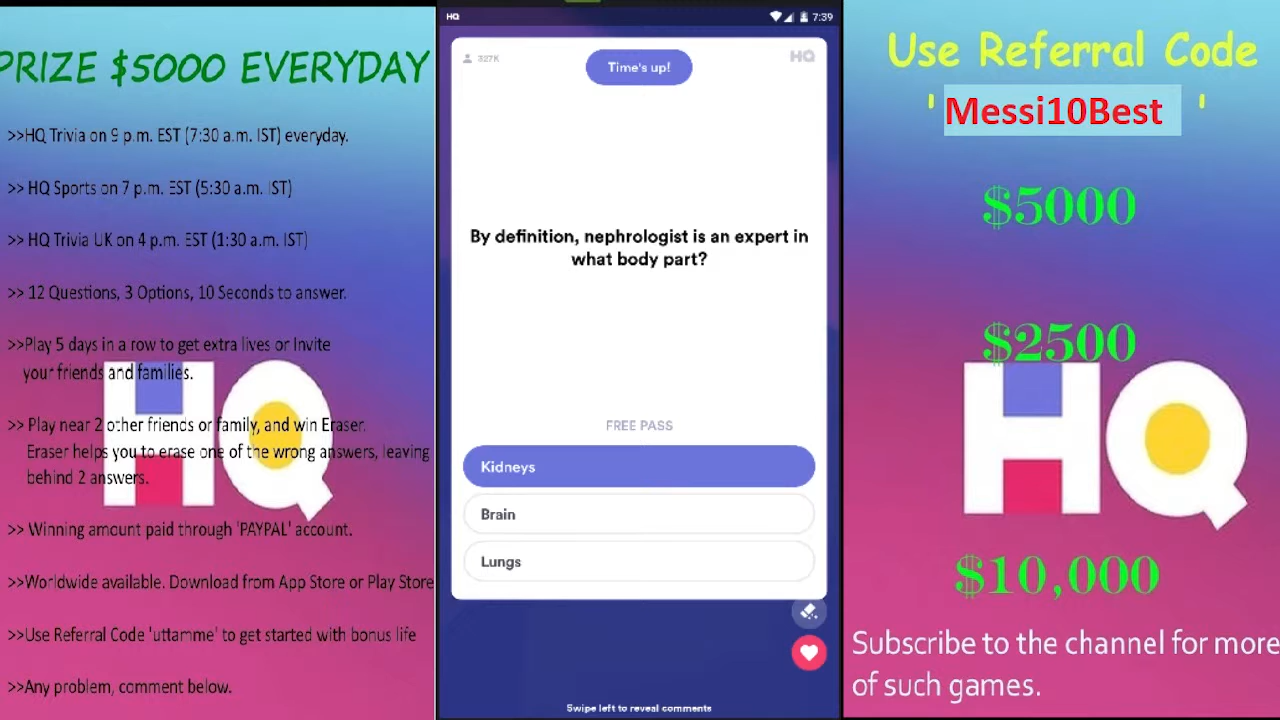 PRIZE $5000 EVERYDAY
>>HQ Trivia on 9 p.m. EST (7:30 a.m. IST) everyday.
>> HQ Sports on 7 p.m. EST (5:30 a.m. IST)
>> HQ Trivia UK on 4 p.m. EST (1:30 a.m. IST)
>> 12 Questions, 3 Options, 10 Seconds to answer.
>>Play 5 days in a row to get extra lives or Invite
your friends and families.
>> Play near 2 other friends or family, and win Eraser.
Eraser helps you to erase one of the wrong answers, leaving
behind 2 answers.
>> Winning amount paid through 'PAYPAL' account.
>>Worldwide available. Download from App Store or Play Store
>>Use Referral Code 'uttamme' to get started with bonus life
>>Any problem, comment below.
HQ
HQ
7:39
327K
Time's up!
HQ
By definition, nephrologist is an expert in
what body part?
FREE PASS
Kidneys
Brain
Lungs
Swipe left to reveal comments
Use Referral Code
' Messi10Best '
$5000
$2500
HQ
$10,000
Subscribe to the channel for more
of such games.